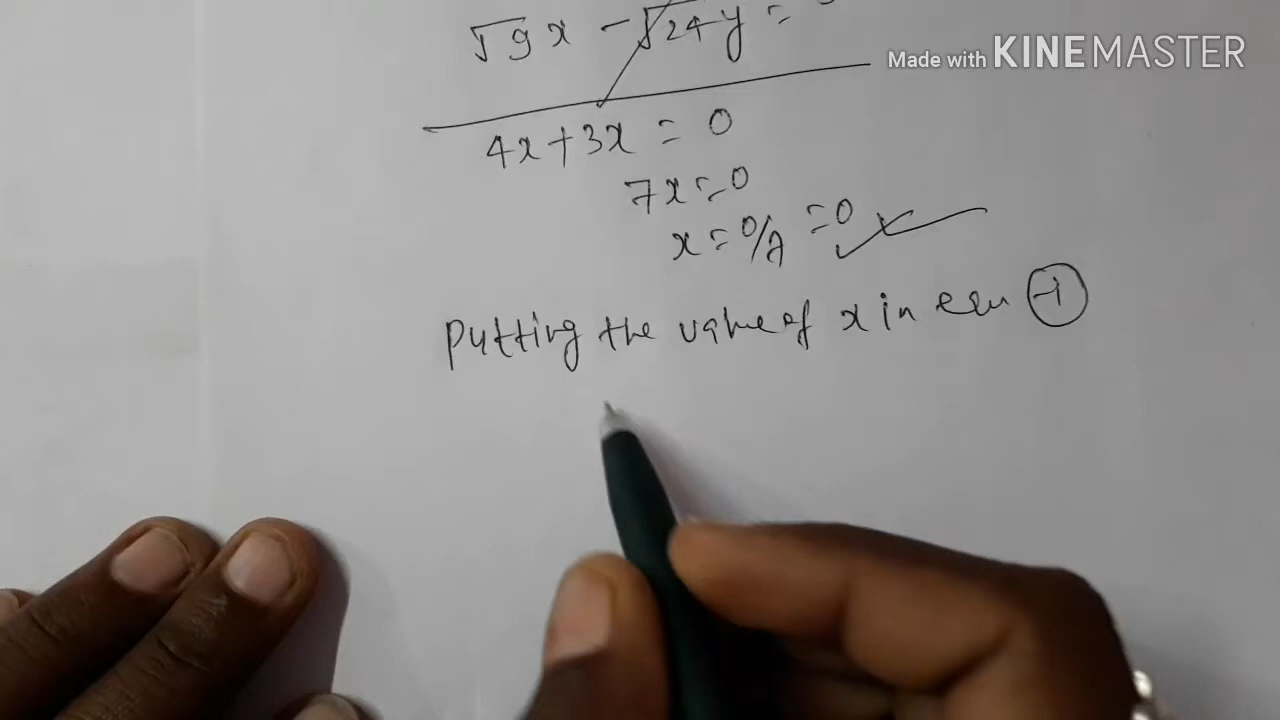 √9x - √24y =
Made with KINEMASTER
4x+3x = 0
7x=0
x = 0/7 = 0
Putting the value of x in eqn 1